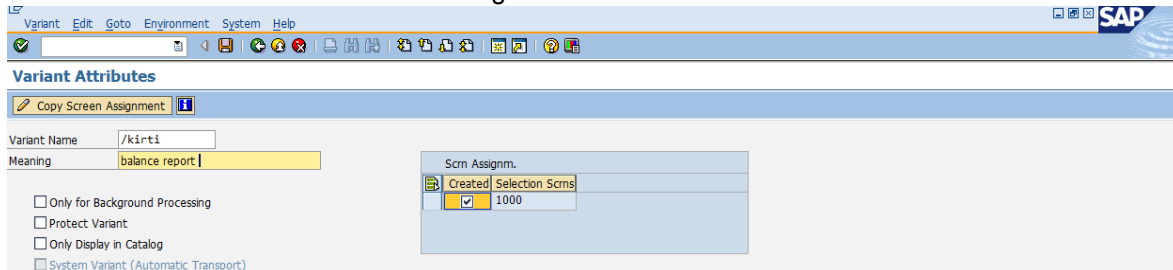 Variant Edit Goto Environment System Help
SAP
Variant Attributes
Copy Screen Assignment
Variant Name /kirti
Meaning balance report
Scrn Assignm.
Created Selection Scrns
1000
Only for Background Processing
Protect Variant
Only Display in Catalog
System Variant (Automatic Transport)